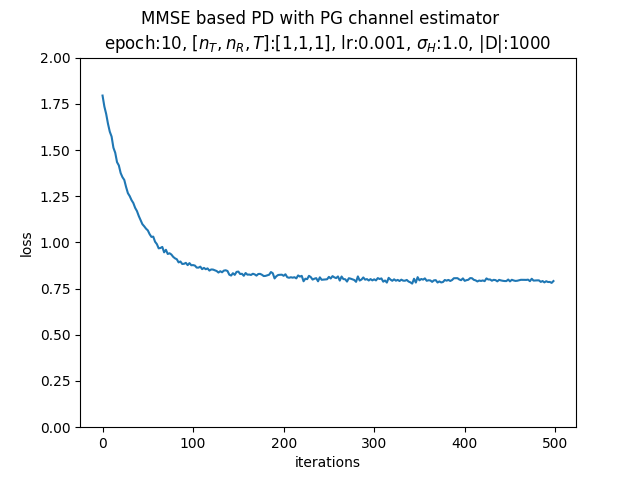 MMSE based PD with PG channel estimator
epoch:10, [n_T, n_R, T]:[1,1,1], lr:0.001, σ_H:1.0, |D|:1000
2.00
1.75
1.50
1.25
1.00
0.75
0.50
0.25
0.00
loss
0 100 200 300 400 500
iterations